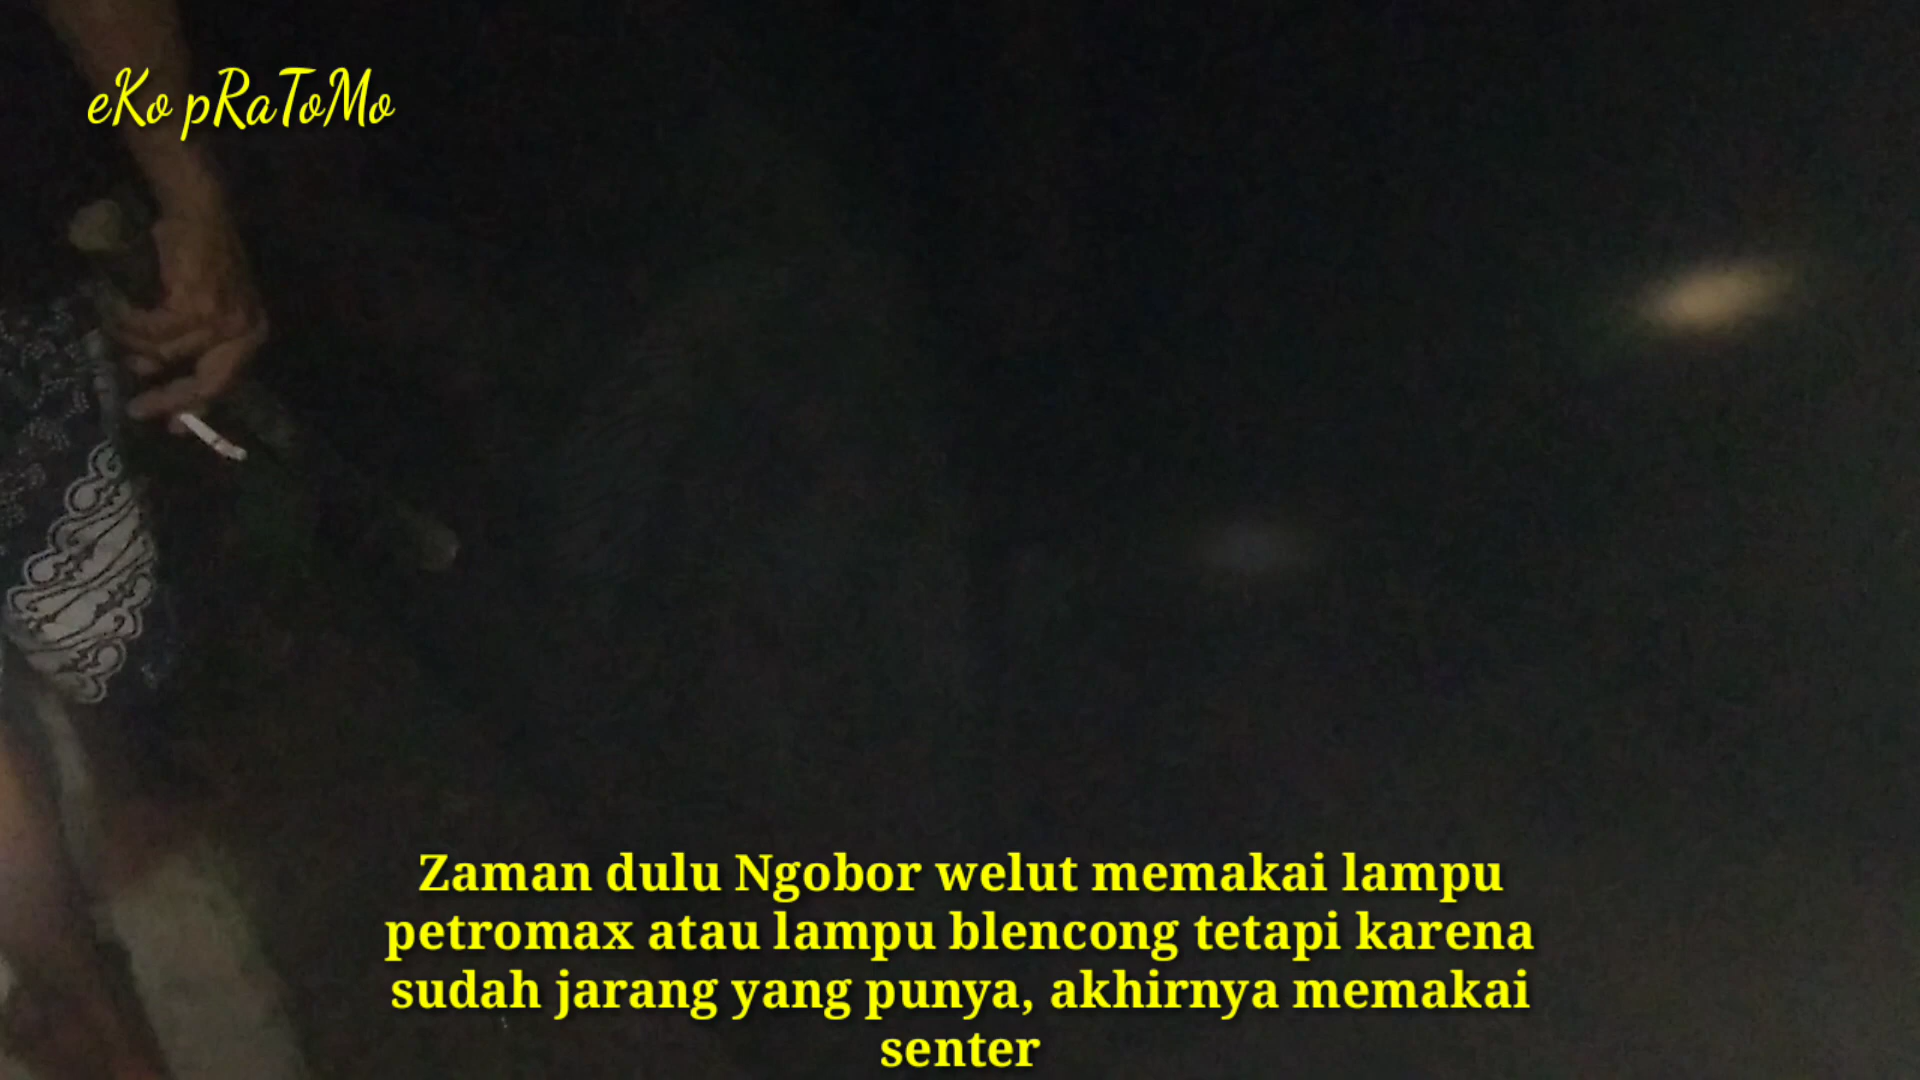 eKo pRaToMo
Zaman dulu Ngobor welut memakai lampu
petromax atau lampu blencong tetapi karena
sudah jarang yang punya, akhirnya memakai
senter